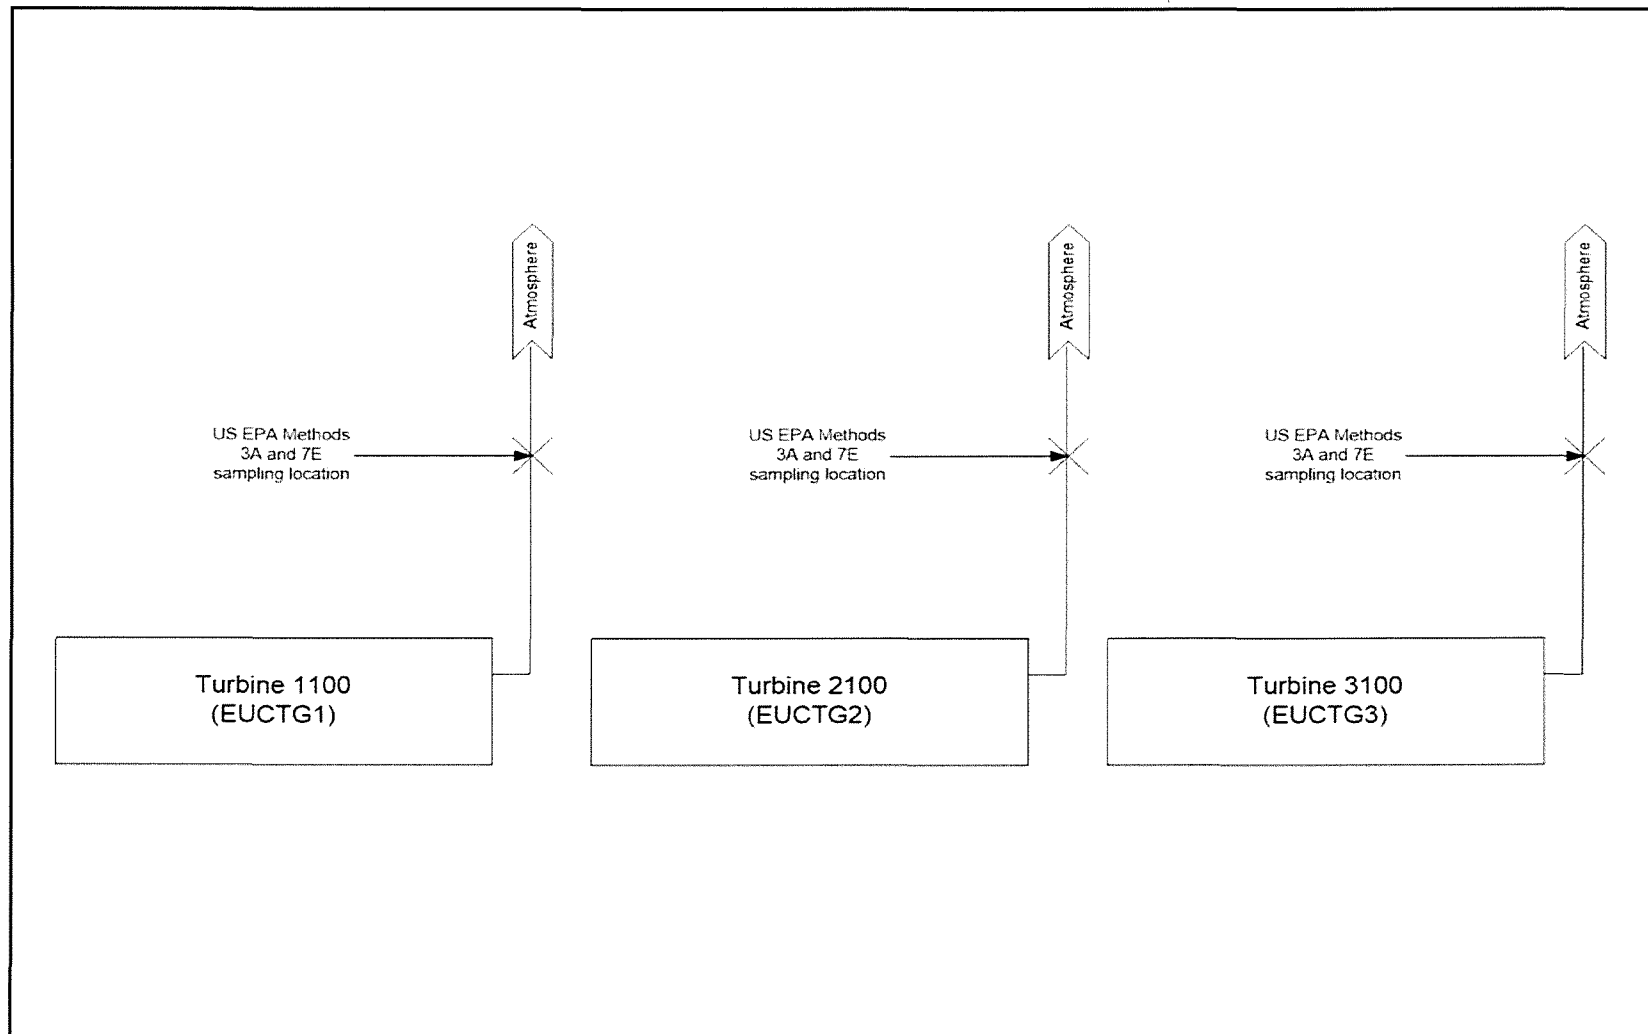 Atmosphere
Atmosphere
Atmosphere
US EPA Methods
3A and 7E
sampling location
US EPA Methods
3A and 7E
sampling location
US EPA Methods
3A and 7E
sampling location
Turbine 1100
(EUCTG1)
Turbine 2100
(EUCTG2)
Turbine 3100
(EUCTG3)